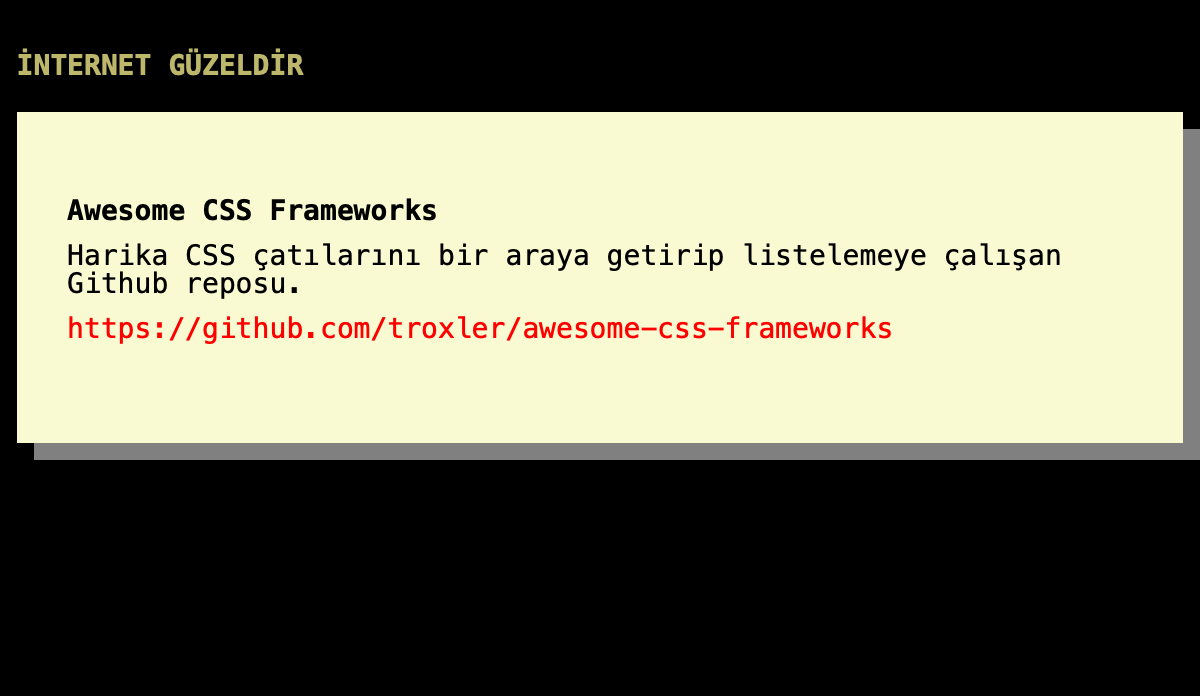 İNTERNET GÜZELDİR
Awesome CSS Frameworks
Harika CSS çatılarını bir araya getirip listelemeye çalışan
Github reposu.
https://github.com/troxler/awesome-css-frameworks